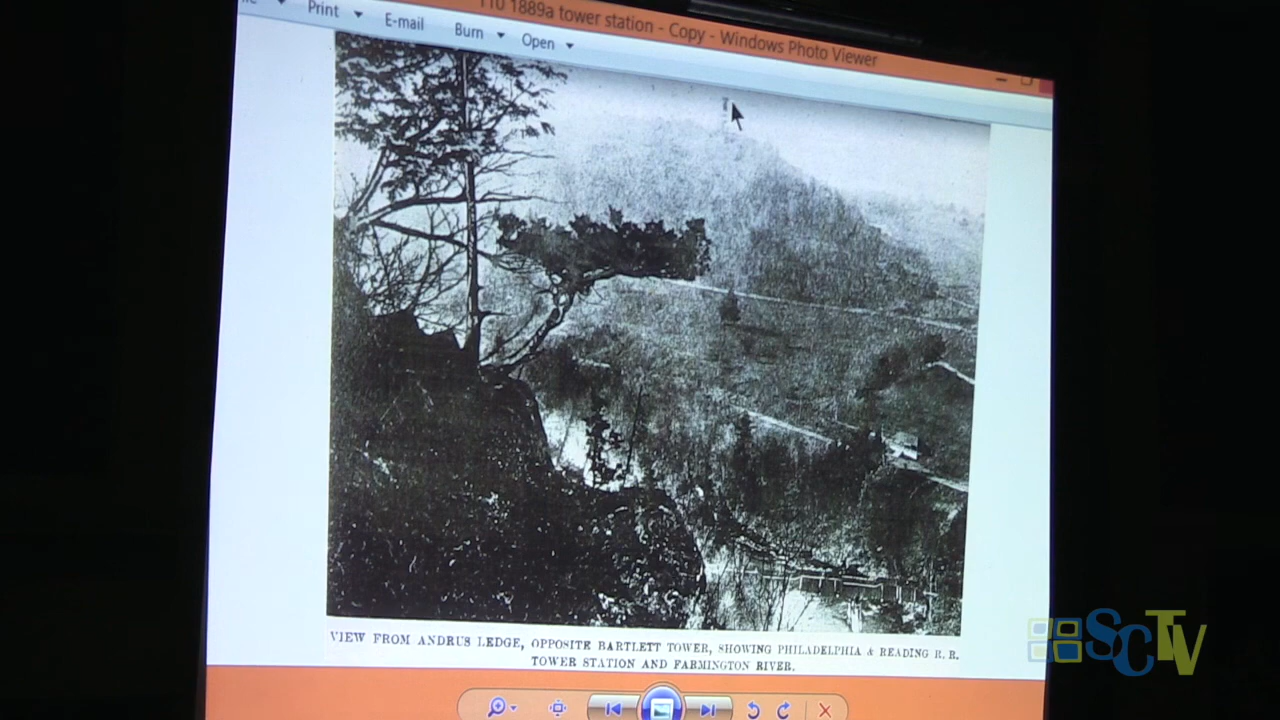 110 1889a tower station - Copy - Windows Photo Viewer
Print E-mail Burn Open
VIEW FROM ANDRUS LEDGE, OPPOSITE BARTLETT TOWER, SHOWING PHILADELPHIA & READING R. R.
TOWER STATION AND FARMINGTON RIVER.
SCTV